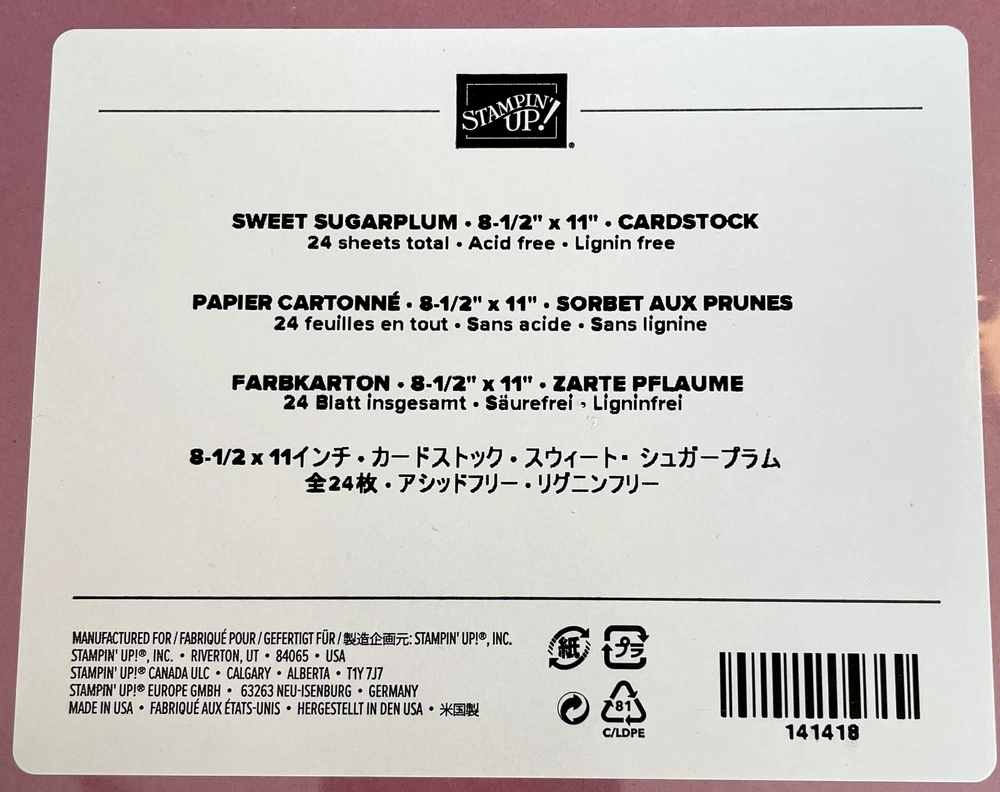 STAMPIN' UP!®
SWEET SUGARPLUM • 8-1/2" x 11" • CARDSTOCK
24 sheets total • Acid free • Lignin free
PAPIER CARTONNÉ • 8-1/2" x 11" • SORBET AUX PRUNES
24 feuilles en tout • Sans acide • Sans lignine
FARBKARTON • 8-1/2" x 11" • ZARTE PFLAUME
24 Blatt insgesamt • Säurefrei • Ligninfrei
8-1/2 x 11インチ・カードストック・スウィート・シュガープラム
全24枚・アシッドフリー・リグニンフリー
MANUFACTURED FOR / FABRIQUÉ POUR / GEFERTIGT FÜR / 製造企画元: STAMPIN' UP!®, INC.
STAMPIN' UP!®, INC. • RIVERTON, UT • 84065 • USA
STAMPIN' UP!® CANADA ULC • CALGARY • ALBERTA • T1Y 7J7
STAMPIN' UP!® EUROPE GMBH • 63263 NEU-ISENBURG • GERMANY
MADE IN USA • FABRIQUÉ AUX ÉTATS-UNIS • HERGESTELLT IN DEN USA • 米国製
紙 プラ
81
C/LDPE
141418